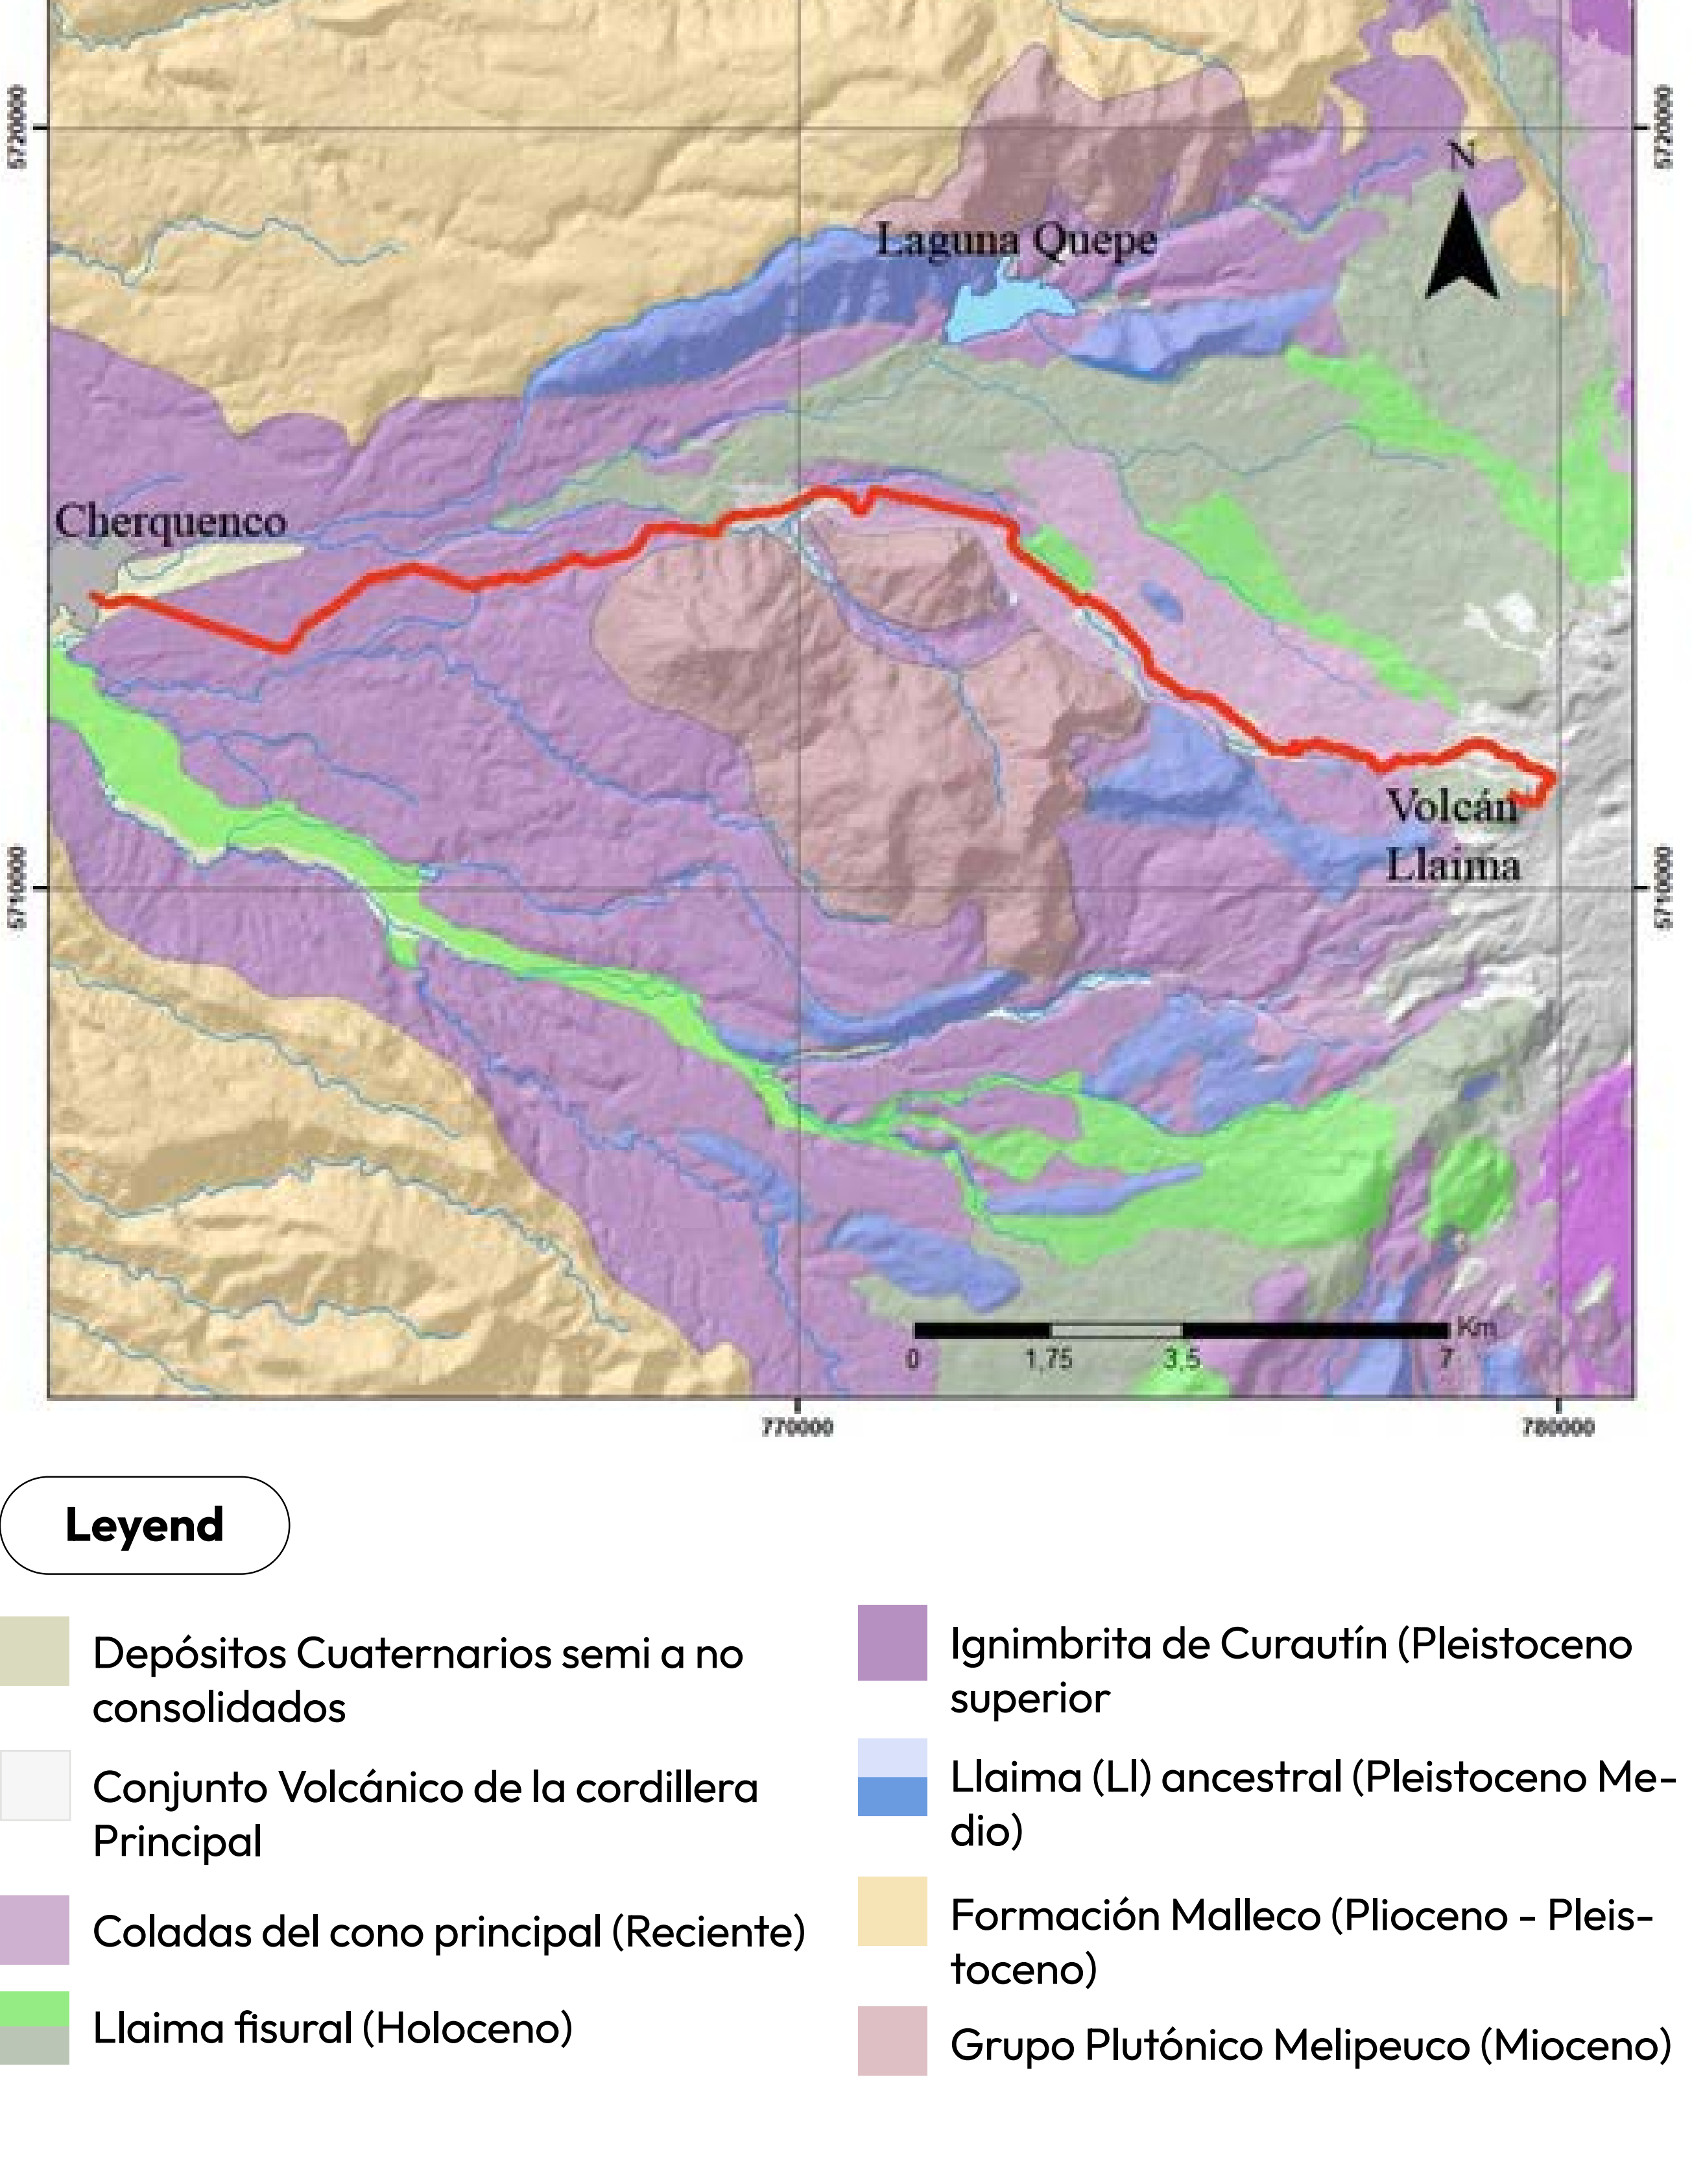 5720000
5720000
N
Laguna Quepe
Cherquenco
Volcán
Llaima
5710000
5710000
Km
0 1,75 3,5 7
770000 780000
Leyend
Depósitos Cuaternarios semi a no
consolidados
Conjunto Volcánico de la cordillera
Principal
Coladas del cono principal (Reciente)
Llaima fisural (Holoceno)
Ignimbrita de Curautín (Pleistoceno
superior
Llaima (Ll) ancestral (Pleistoceno Me-
dio)
Formación Malleco (Plioceno - Pleis-
toceno)
Grupo Plutónico Melipeuco (Mioceno)